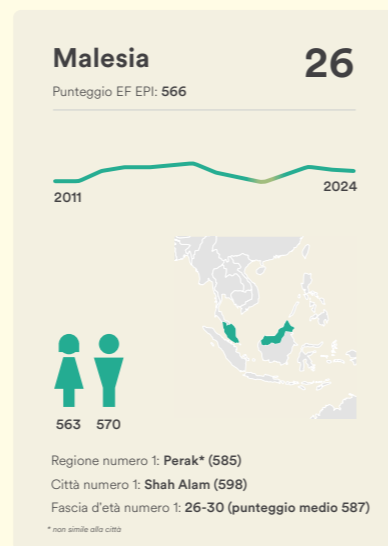 Malesia 26
Punteggio EF EPI: 566
2011 2024
563 570
Regione numero 1: Perak* (585)
Città numero 1: Shah Alam (598)
Fascia d'età numero 1: 26-30 (punteggio medio 587)
* non simile alla città